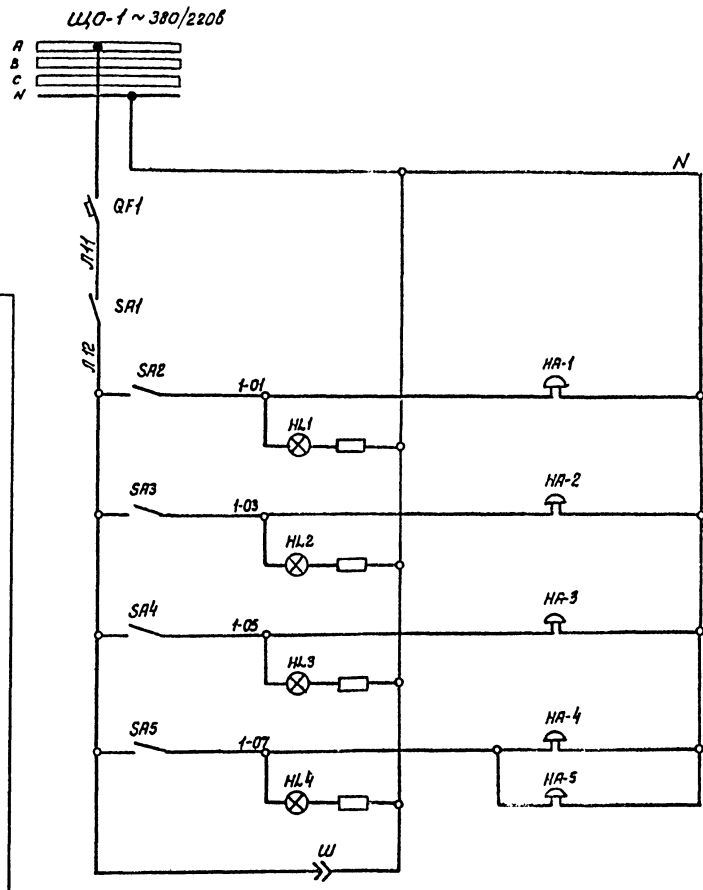 ЩО-1 ~ 380/220в
А
В
С
N
N
QF1
Л11
SA1
Л12
SA2
1-01
HA-1
HL1
SA3
1-03
HA-2
HL2
SA4
1-05
HA-3
HL3
SA5
1-07
HA-4
HL4
HA-5
Ш